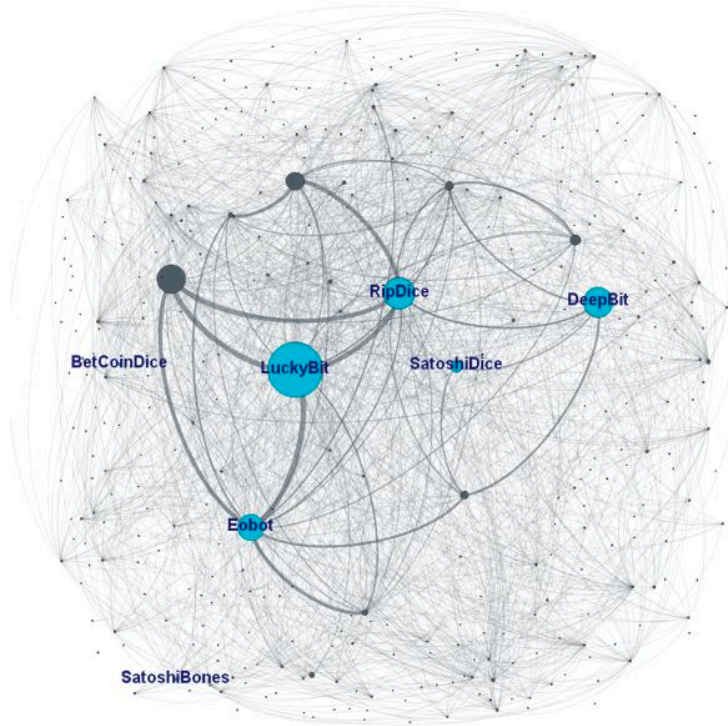 RipDice
DeepBit
BetCoinDice
LuckyBit
SatoshiDice
Eobot
SatoshiBones